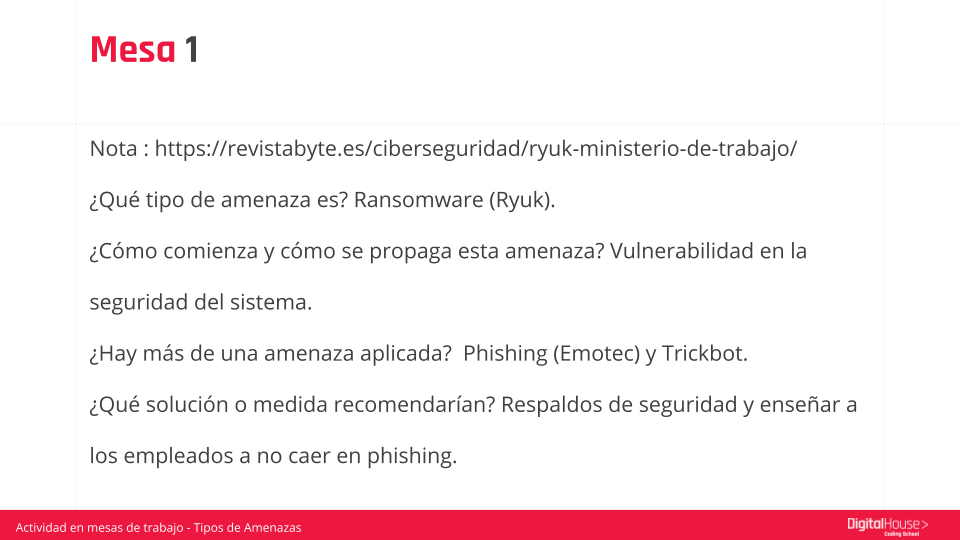 Mesa 1
Nota : https://revistabyte.es/ciberseguridad/ryuk-ministerio-de-trabajo/
¿Qué tipo de amenaza es? Ransomware (Ryuk).
¿Cómo comienza y cómo se propaga esta amenaza? Vulnerabilidad en la
seguridad del sistema.
¿Hay más de una amenaza aplicada?  Phishing (Emotec) y Trickbot.
¿Qué solución o medida recomendarían? Respaldos de seguridad y enseñar a
los empleados a no caer en phishing.
Actividad en mesas de trabajo - Tipos de Amenazas
DigitalHouse>
Coding School